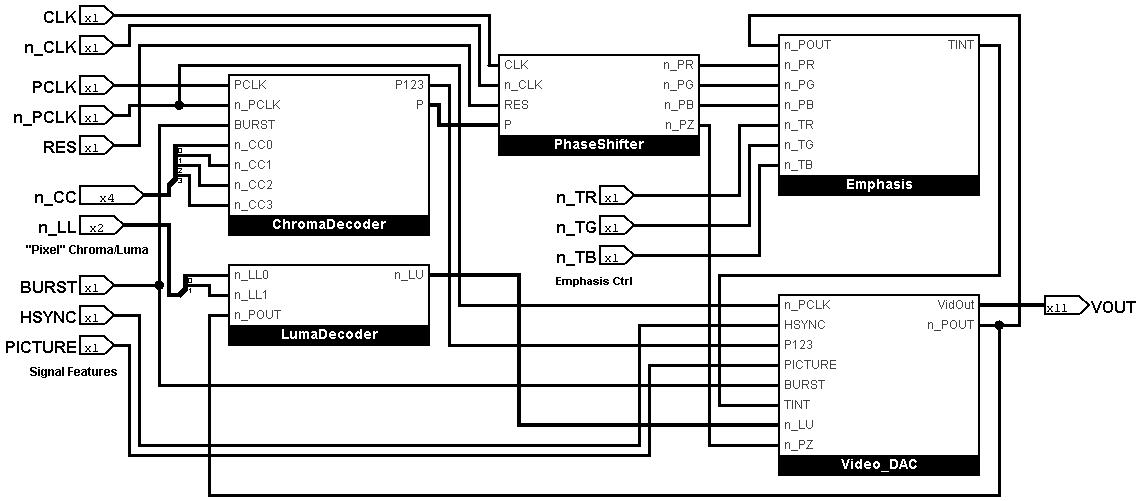 CLK x1
n_CLK x1
RES x1
PCLK x1
n_PCLK x1
RES x1
n_CC x4
n_LL x2
"Pixel" Chroma/Luma
BURST x1
HSYNC x1
PICTURE x1
Signal Features
PCLK P123
n_PCLK P
BURST
n_CC0
n_CC1
n_CC2
n_CC3
0
1
2
3
ChromaDecoder
n_LL0 n_LU
n_LL1
n_POUT
0
1
LumaDecoder
CLK n_PR
n_CLK n_PG
RES n_PB
P n_PZ
PhaseShifter
n_TR x1
n_TG x1
n_TB x1
Emphasis Ctrl
n_POUT TINT
n_PR
n_PG
n_PB
n_TR
n_TG
n_TB
Emphasis
n_PCLK VidOut
HSYNC n_POUT
P123
PICTURE
BURST
TINT
n_LU
n_PZ
Video_DAC
x11 VOUT